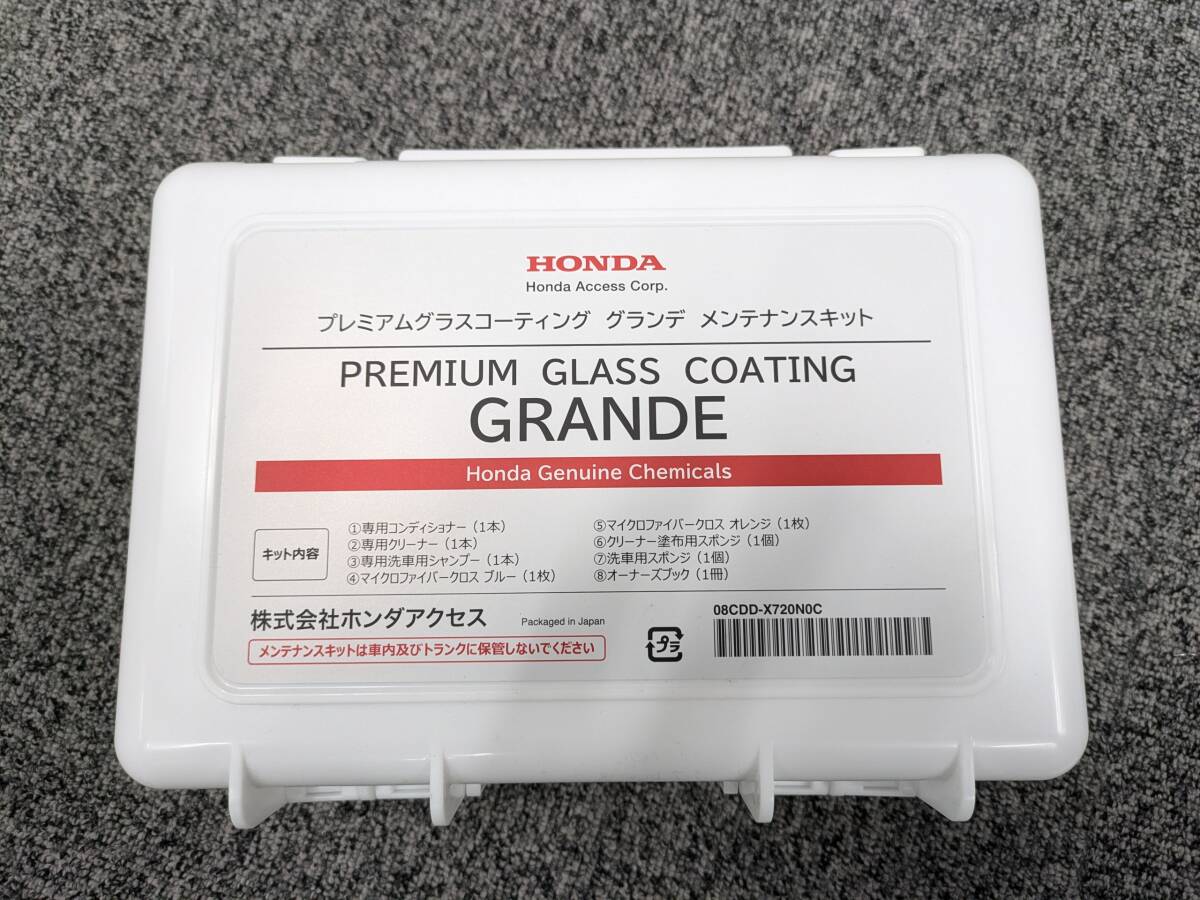 HONDA
Honda Access Corp.
プレミアムグラスコーティング グランデ メンテナンスキット
PREMIUM GLASS COATING
GRANDE
Honda Genuine Chemicals
キット内容
①専用コンディショナー（1本）
②専用クリーナー（1本）
③専用洗車用シャンプー（1本）
④マイクロファイバークロス ブルー（1枚）
⑤マイクロファイバークロス オレンジ（1枚）
⑥クリーナー塗布用スポンジ（1個）
⑦洗車用スポンジ（1個）
⑧オーナーズブック（1冊）
株式会社ホンダアクセス
Packaged in Japan
メンテナンスキットは車内及びトランクに保管しないでください
プラ
08CDD-X720N0C